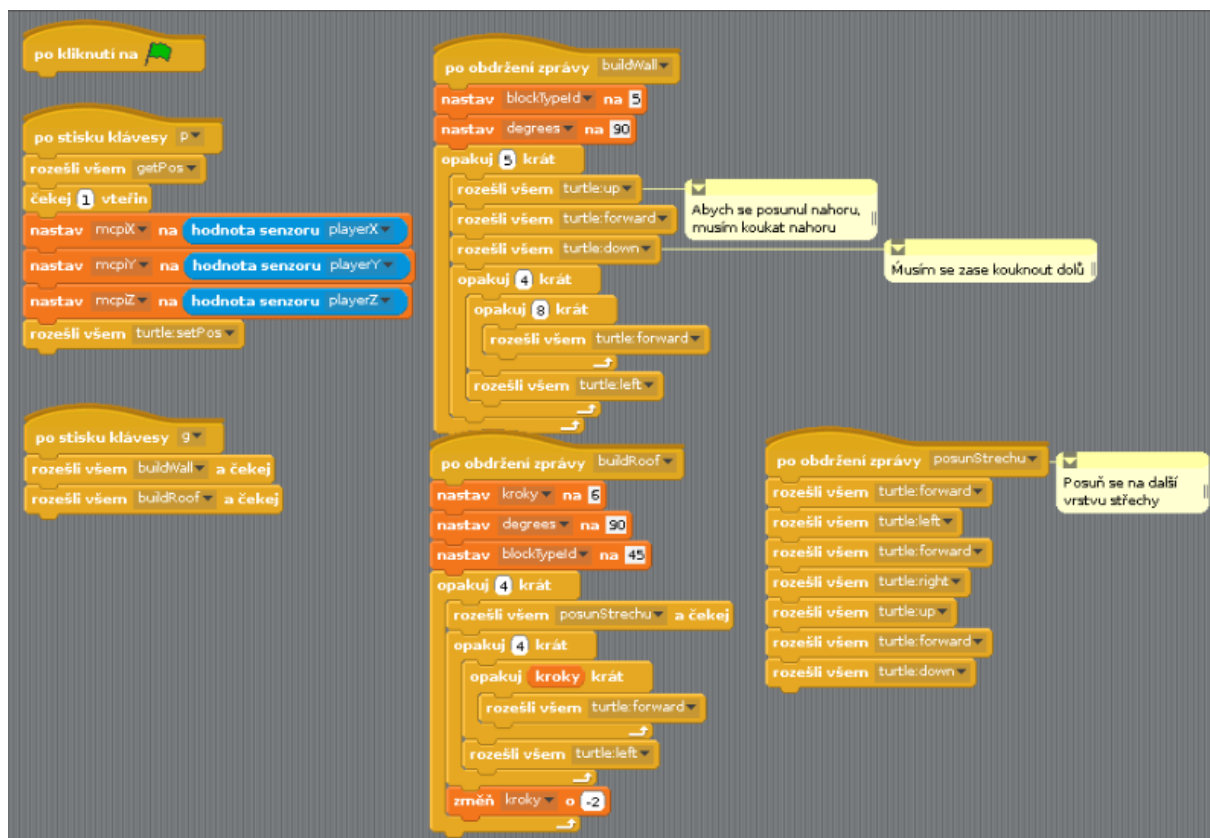 po kliknutí na
po stisku klávesy p
rozešli všem getPos
čekej 1 vteřin
nastav mcpiX na hodnota senzoru playerX
nastav mcpiY na hodnota senzoru playerY
nastav mcpiZ na hodnota senzoru playerZ
rozešli všem turtle:setPos
po stisku klávesy g
rozešli všem buildWall a čekej
rozešli všem buildRoof a čekej
po obdržení zprávy buildWall
nastav blockTypeId na 5
nastav degrees na 90
opakuj 5 krát
rozešli všem turtle:up
rozešli všem turtle:forward
rozešli všem turtle:down
opakuj 4 krát
opakuj 8 krát
rozešli všem turtle:forward
rozešli všem turtle:left
Abych se posunul nahoru,
musím koukat nahoru
Ḿusím se zase kouknout dolů
po obdržení zprávy buildRoof
nastav kroky na 6
nastav degrees na 90
nastav blockTypeId na 45
opakuj 4 krát
rozešli všem posunStrechu a čekej
opakuj 4 krát
opakuj kroky krát
rozešli všem turtle:forward
rozešli všem turtle:left
změň kroky o -2
po obdržení zprávy posunStrechu
rozešli všem turtle:forward
rozešli všem turtle:left
rozešli všem turtle:forward
rozešli všem turtle:right
rozešli všem turtle:up
rozešli všem turtle:forward
rozešli všem turtle:down
Posuň se na další
vrstvu střechy